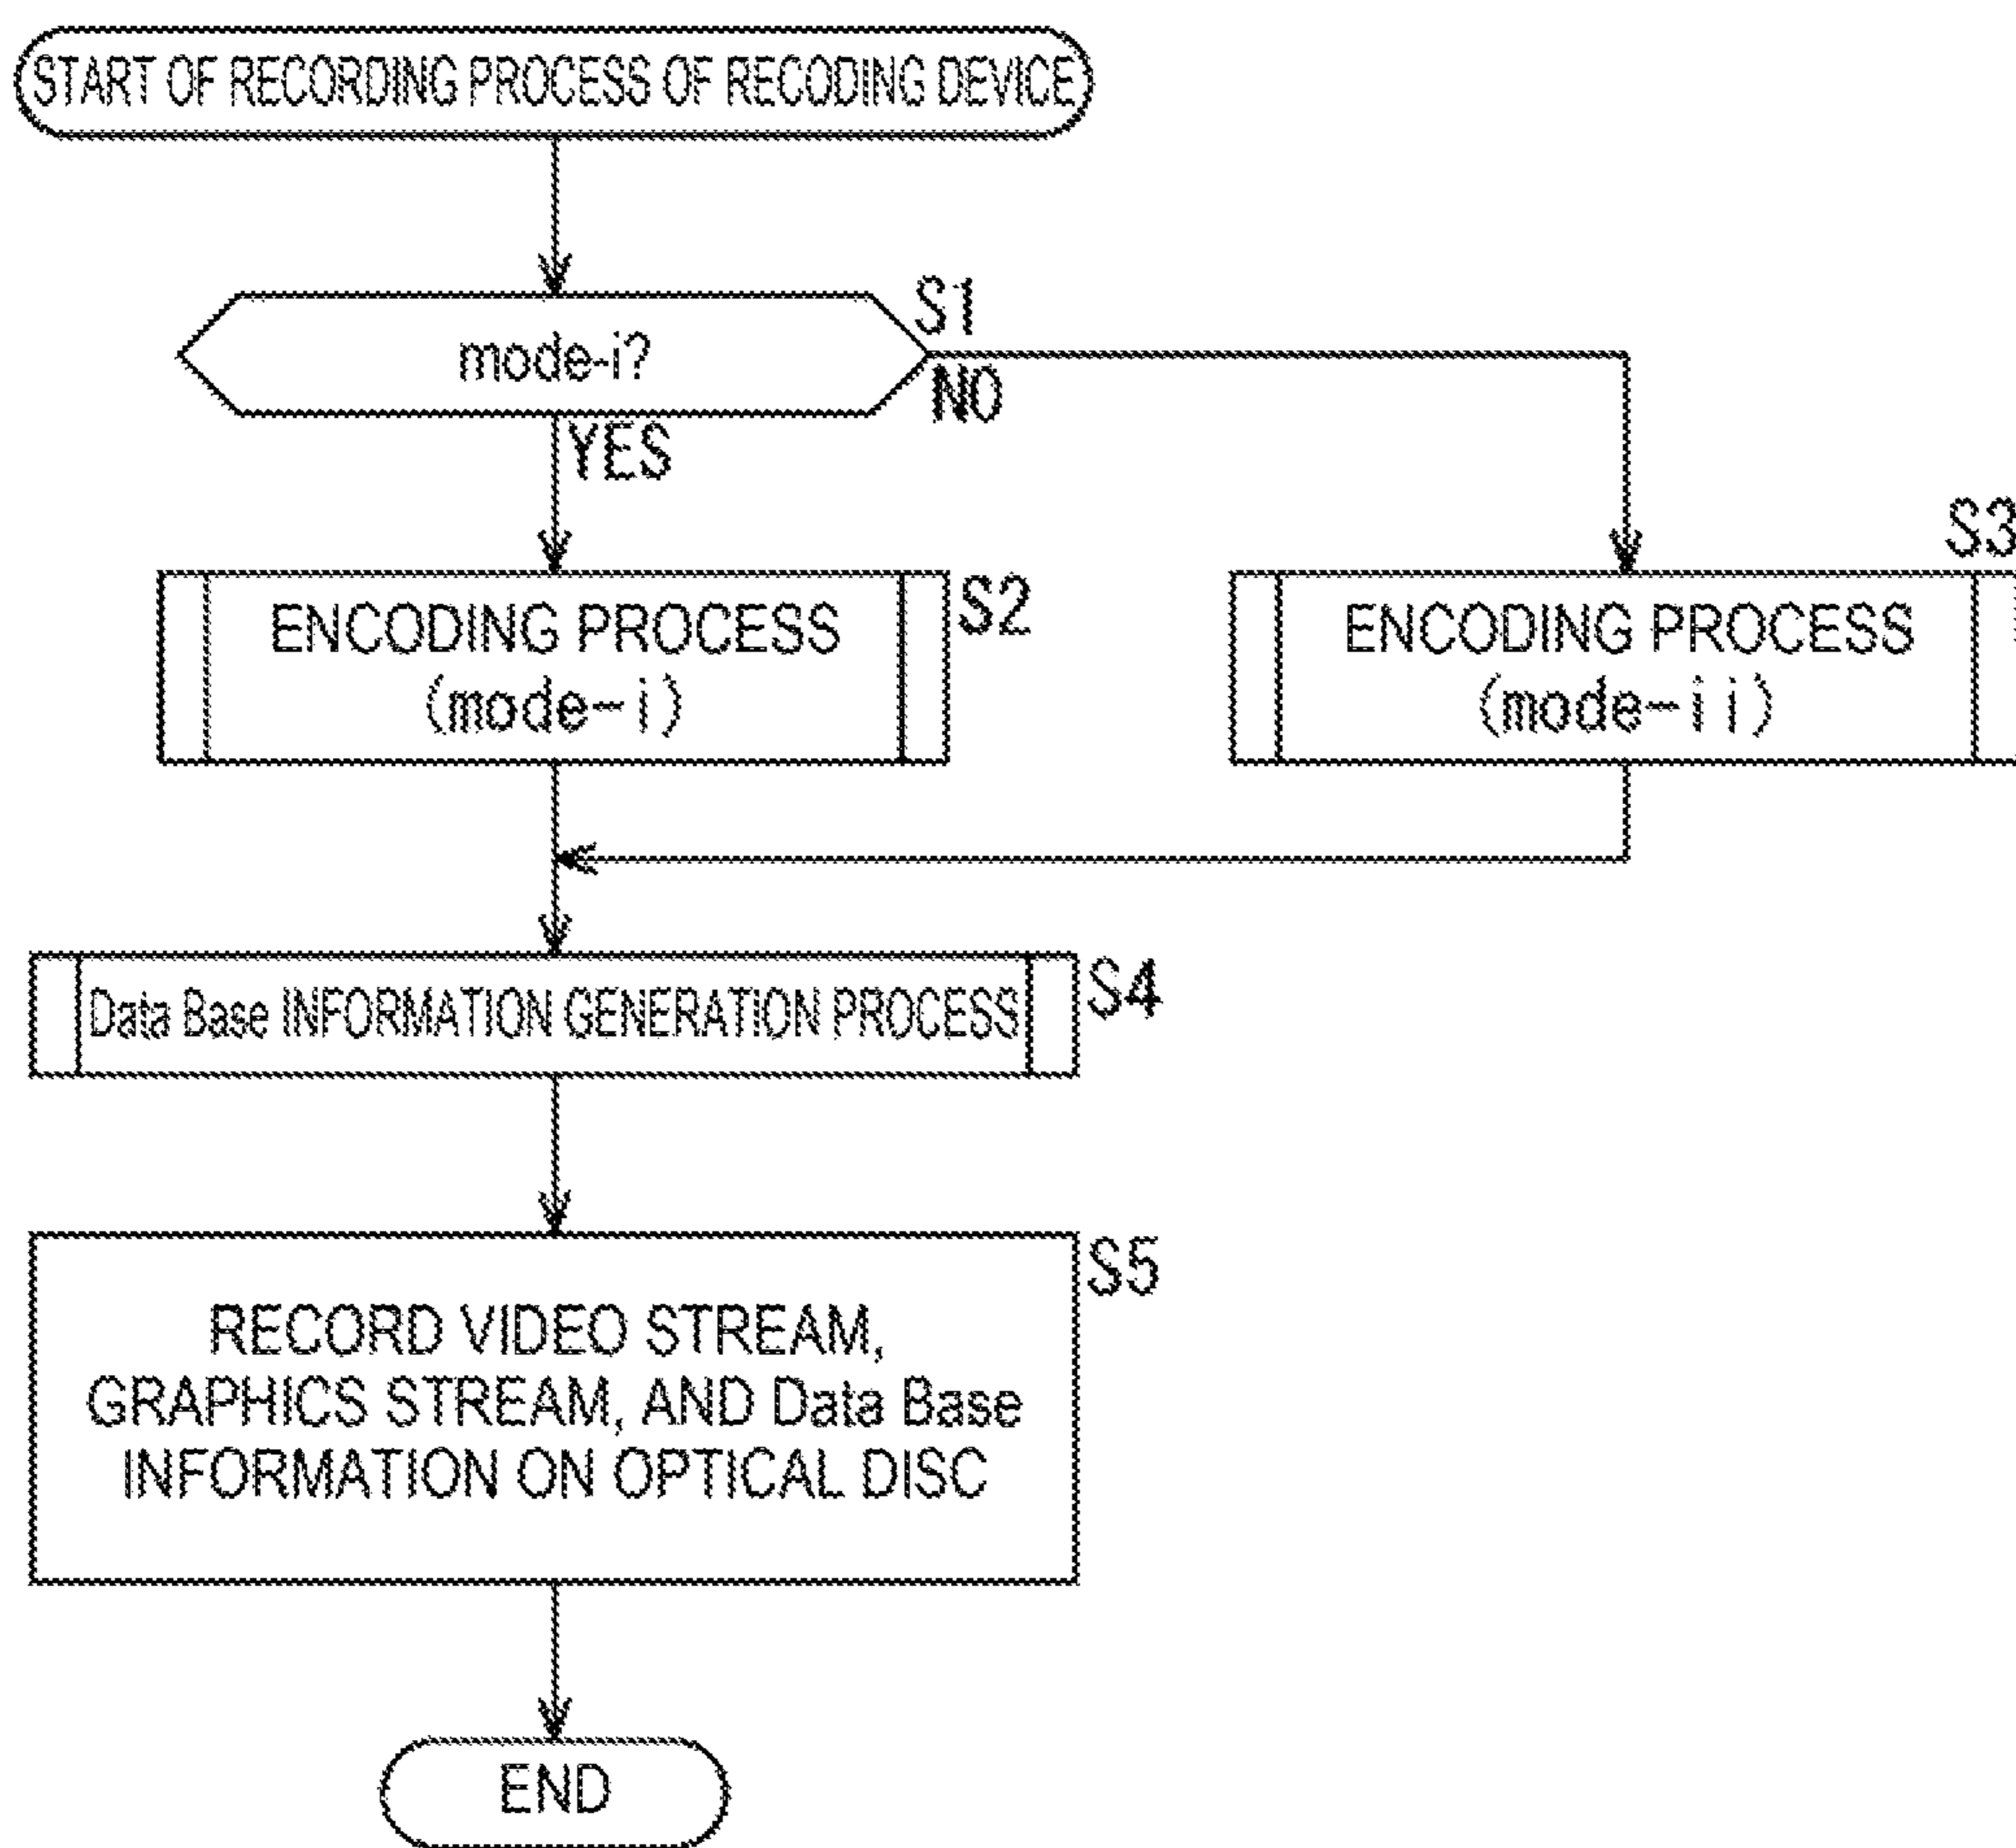 START OF RECORDING PROCESS OF RECODING DEVICE
S1
mode-i?
NO
YES
S3
S2
ENCODING PROCESS
(mode-i)
ENCODING PROCESS
(mode-ii)
S4
Data Base INFORMATION GENERATION PROCESS
S5
RECORD VIDEO STREAM,
GRAPHICS STREAM, AND Data Base
INFORMATION ON OPTICAL DISC
END